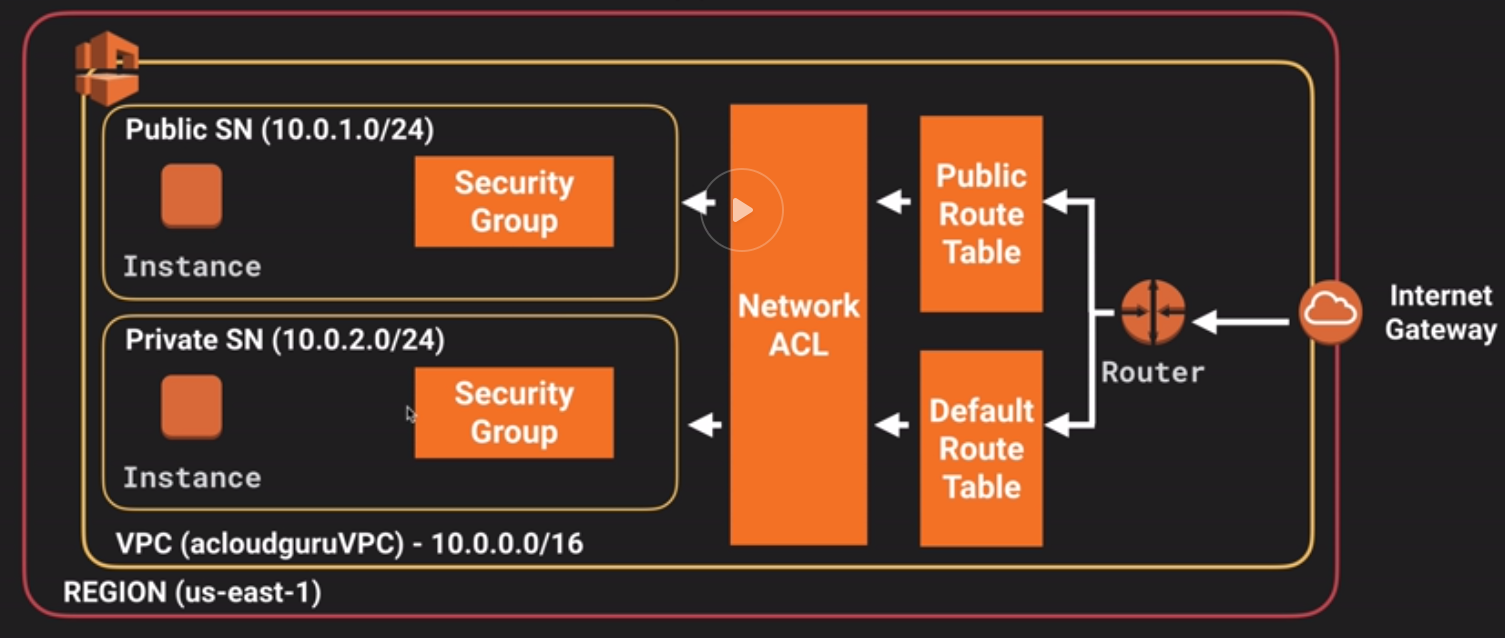 Public SN (10.0.1.0/24)
Instance
Security
Group
Private SN (10.0.2.0/24)
Instance
Security
Group
VPC (acloudguruVPC) - 10.0.0.0/16
REGION (us-east-1)
Network
ACL
Public
Route
Table
Default
Route
Table
Router
Internet
Gateway